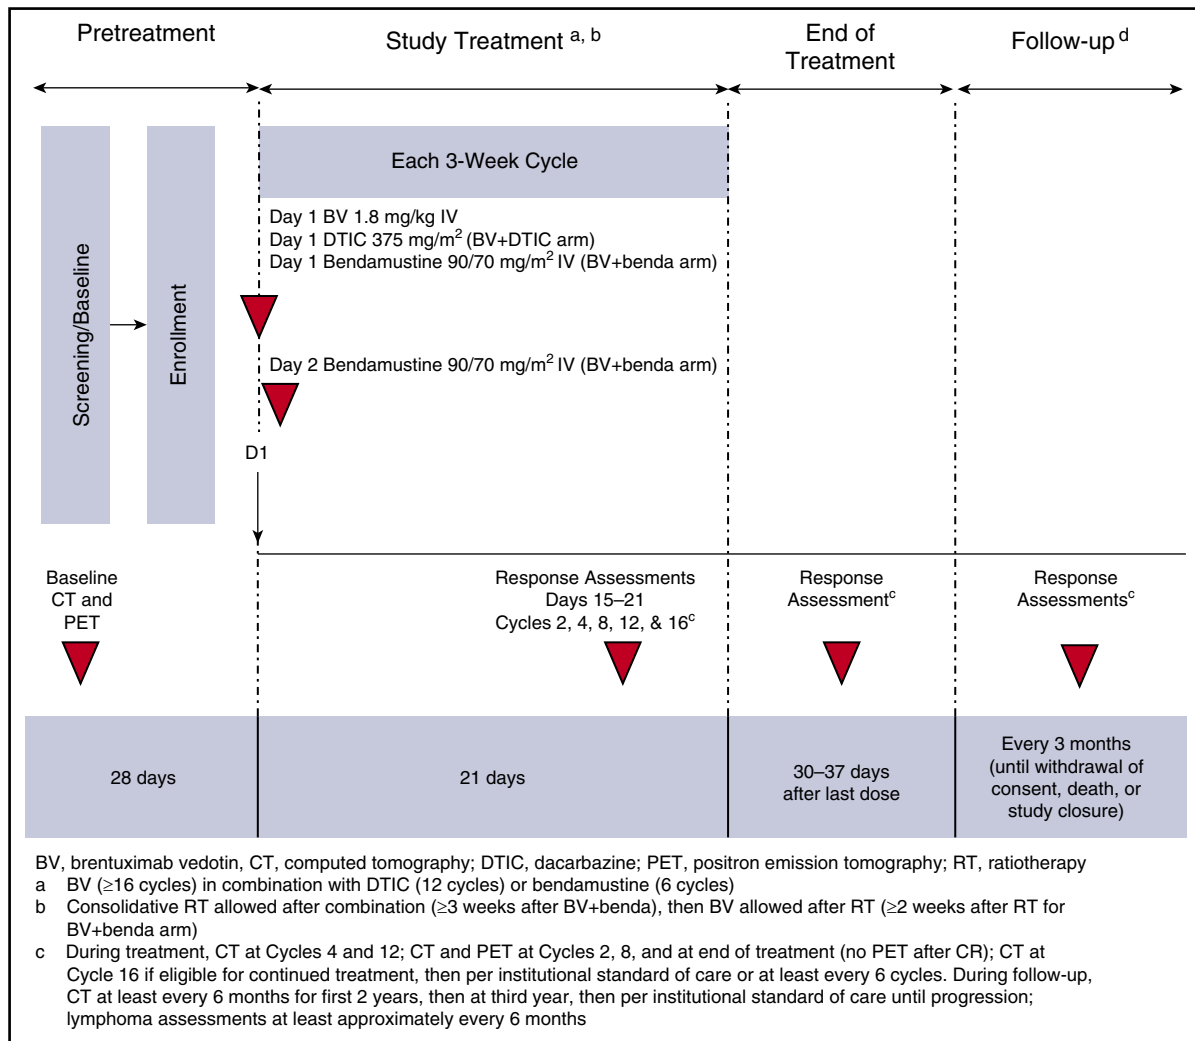 Pretreatment
Study Treatment a, b
End of
Treatment
Follow-up d
Screening/Baseline
Enrollment
Each 3-Week Cycle
Day 1 BV 1.8 mg/kg IV
Day 1 DTIC 375 mg/m2 (BV+DTIC arm)
Day 1 Bendamustine 90/70 mg/m2 IV (BV+benda arm)
Day 2 Bendamustine 90/70 mg/m2 IV (BV+benda arm)
D1
Baseline
CT and
PET
Response Assessments
Days 15–21
Cycles 2, 4, 8, 12, & 16c
Response
Assessmentc
Response
Assessmentsc
28 days
21 days
30–37 days
after last dose
Every 3 months
(until withdrawal of
consent, death, or
study closure)
BV, brentuximab vedotin, CT, computed tomography; DTIC, dacarbazine; PET, positron emission tomography; RT, ratiotherapy
a BV (≥16 cycles) in combination with DTIC (12 cycles) or bendamustine (6 cycles)
b Consolidative RT allowed after combination (≥3 weeks after BV+benda), then BV allowed after RT (≥2 weeks after RT for
BV+benda arm)
c During treatment, CT at Cycles 4 and 12; CT and PET at Cycles 2, 8, and at end of treatment (no PET after CR); CT at
Cycle 16 if eligible for continued treatment, then per institutional standard of care or at least every 6 cycles. During follow-up,
CT at least every 6 months for first 2 years, then at third year, then per institutional standard of care until progression;
lymphoma assessments at least approximately every 6 months